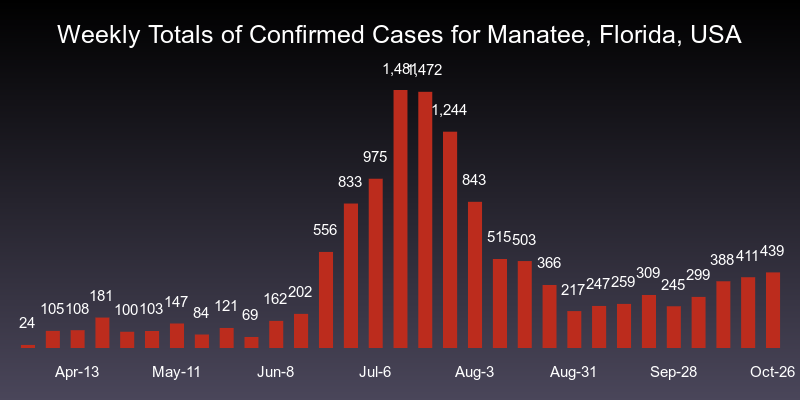 Weekly Totals of Confirmed Cases for Manatee, Florida, USA
24 105 108 181 100 103 147 84 121 69 162 202 556 833 975 1,472 1,244 843 515 503 366 217 247 259 309 245 299 388 411 439
Apr-13 May-11 Jun-8 Jul-6 Aug-3 Aug-31 Sep-28 Oct-26